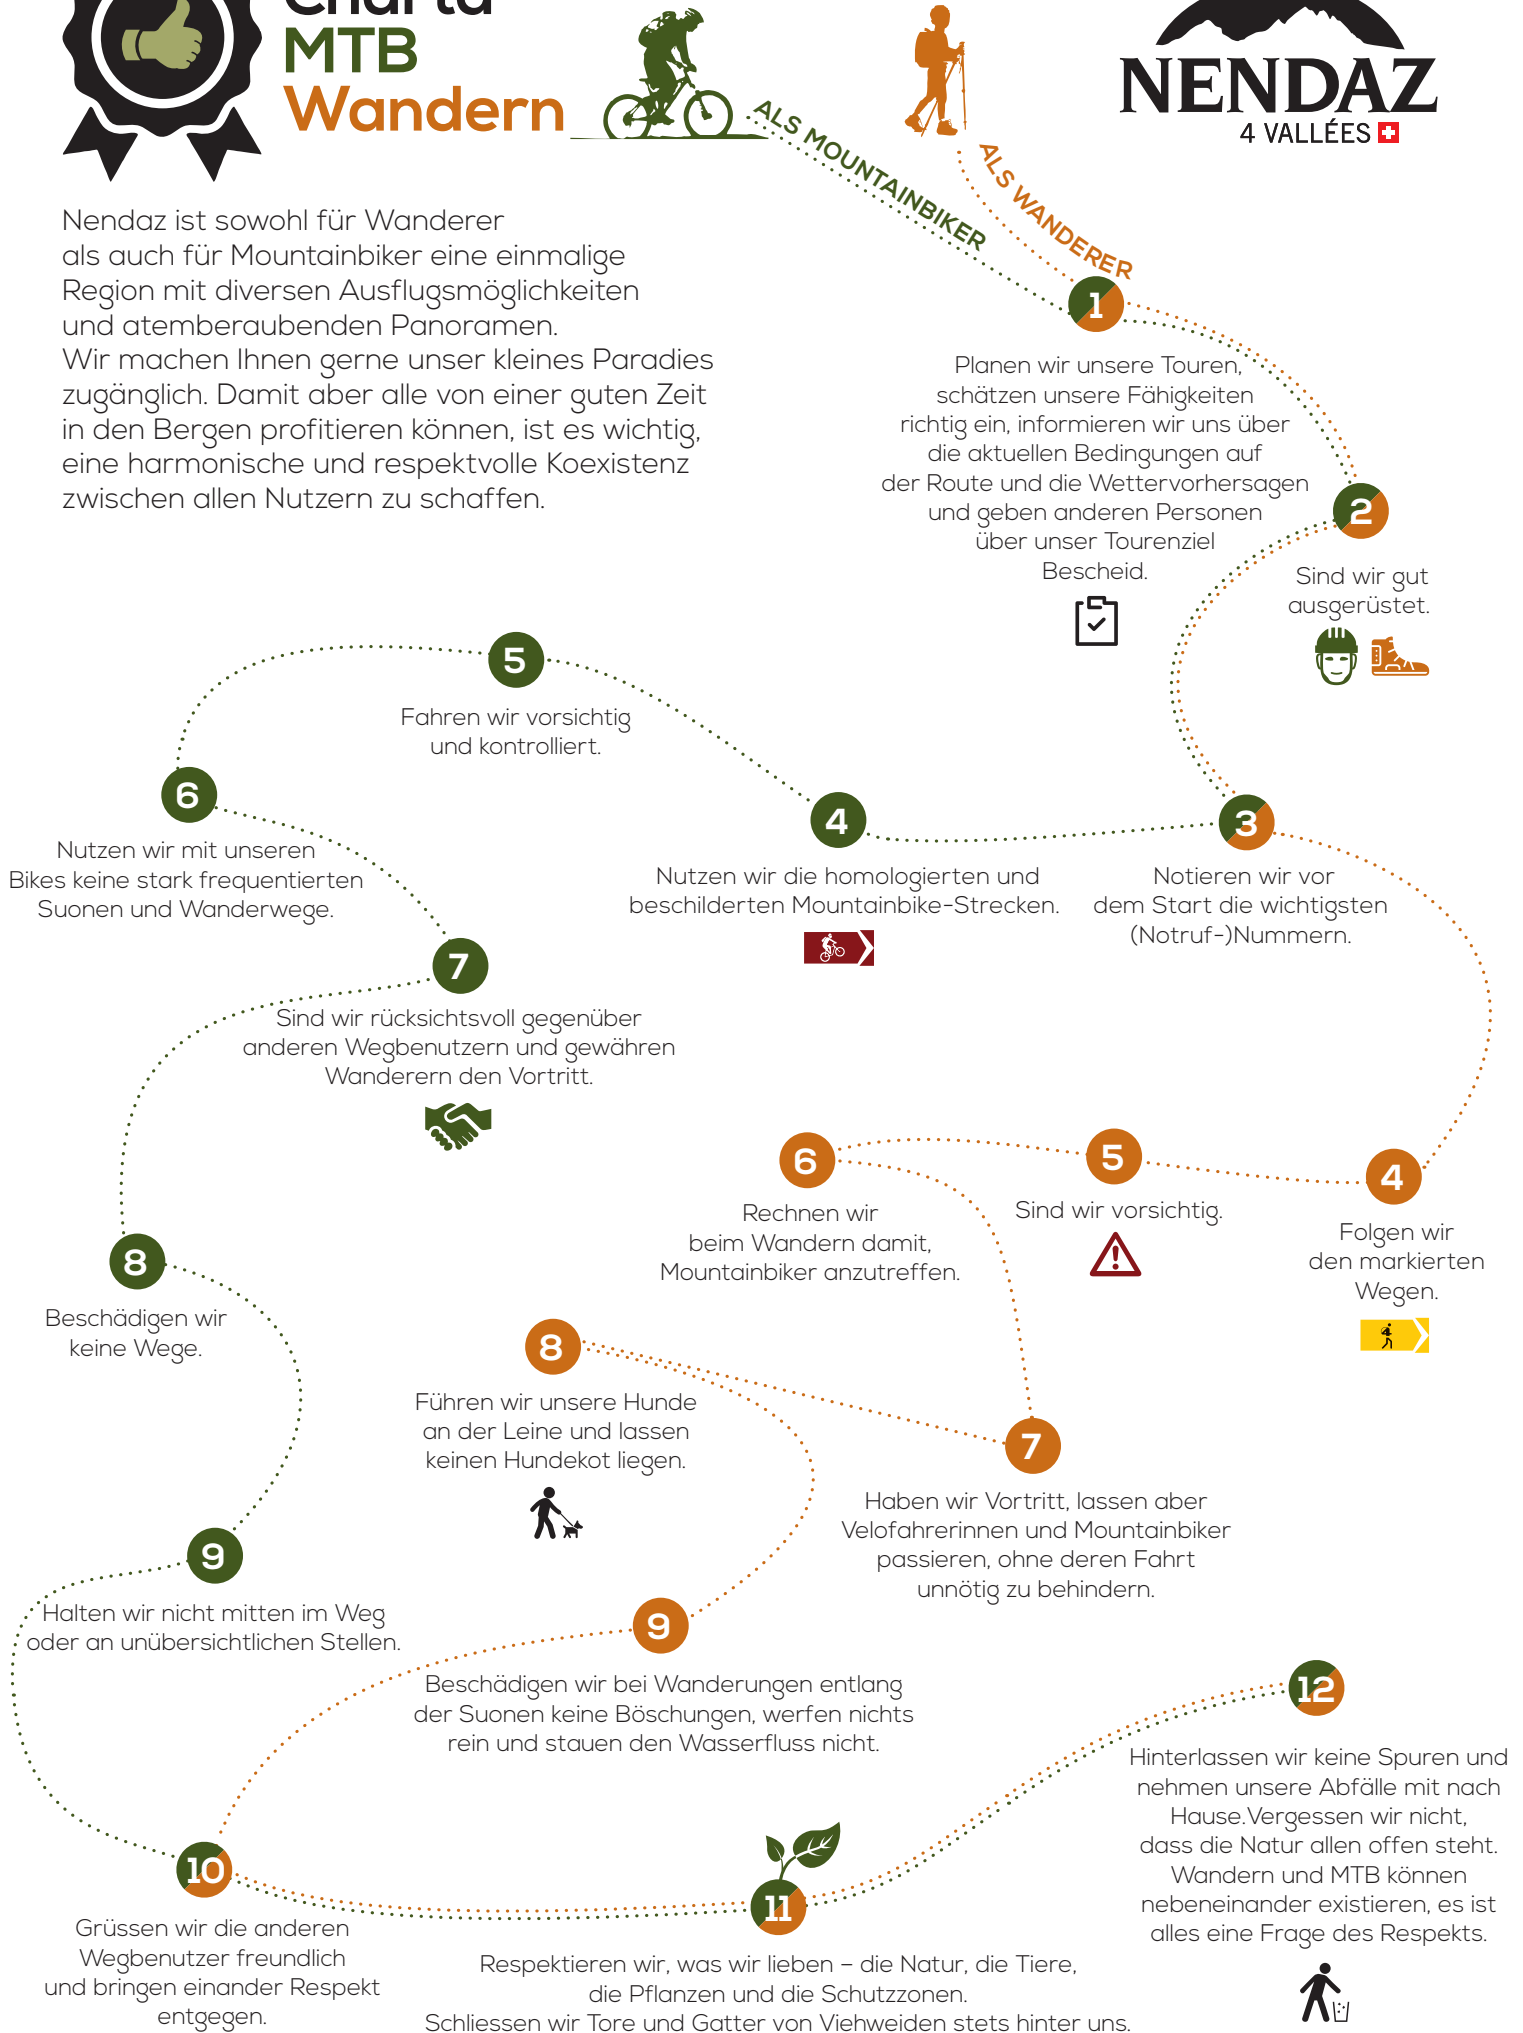 Charta
MTB
Wandern
NENDAZ
4 VALLÉES
ALS MOUNTAINBIKER
ALS WANDERER
Nendaz ist sowohl für Wanderer
als auch für Mountainbiker eine einmalige
Region mit diversen Ausflugsmöglichkeiten
und atemberaubenden Panoramen.
Wir machen Ihnen gerne unser kleines Paradies
zugänglich. Damit aber alle von einer guten Zeit
in den Bergen profitieren können, ist es wichtig,
eine harmonische und respektvolle Koexistenz
zwischen allen Nutzern zu schaffen.
1
Planen wir unsere Touren,
schätzen unsere Fähigkeiten
richtig ein, informieren wir uns über
die aktuellen Bedingungen auf
der Route und die Wettervorhersagen
und geben anderen Personen
über unser Tourenziel
Bescheid.
2
Sind wir gut
ausgerüstet.
3
Notieren wir vor
dem Start die wichtigsten
(Notruf-)Nummern.
4
Nutzen wir die homologierten und
beschilderten Mountainbike-Strecken.
5
Fahren wir vorsichtig
und kontrolliert.
6
Nutzen wir mit unseren
Bikes keine stark frequentierten
Suonen und Wanderwege.
7
Sind wir rücksichtsvoll gegenüber
anderen Wegbenutzern und gewähren
Wanderern den Vortritt.
8
Beschädigen wir
keine Wege.
9
Halten wir nicht mitten im Weg
oder an unübersichtlichen Stellen.
4
Folgen wir
den markierten
Wegen.
5
Sind wir vorsichtig.
6
Rechnen wir
beim Wandern damit,
Mountainbiker anzutreffen.
7
Haben wir Vortritt, lassen aber
Velofahrerinnen und Mountainbiker
passieren, ohne deren Fahrt
unnötig zu behindern.
8
Führen wir unsere Hunde
an der Leine und lassen
keinen Hundekot liegen.
9
Beschädigen wir bei Wanderungen entlang
der Suonen keine Böschungen, werfen nichts
rein und stauen den Wasserfluss nicht.
10
Grüssen wir die anderen
Wegbenutzer freundlich
und bringen einander Respekt
entgegen.
11
Respektieren wir, was wir lieben – die Natur, die Tiere,
die Pflanzen und die Schutzzonen.
Schliessen wir Tore und Gatter von Viehweiden stets hinter uns.
12
Hinterlassen wir keine Spuren und
nehmen unsere Abfälle mit nach
Hause.Vergessen wir nicht,
dass die Natur allen offen steht.
Wandern und MTB können
nebeneinander existieren, es ist
alles eine Frage des Respekts.